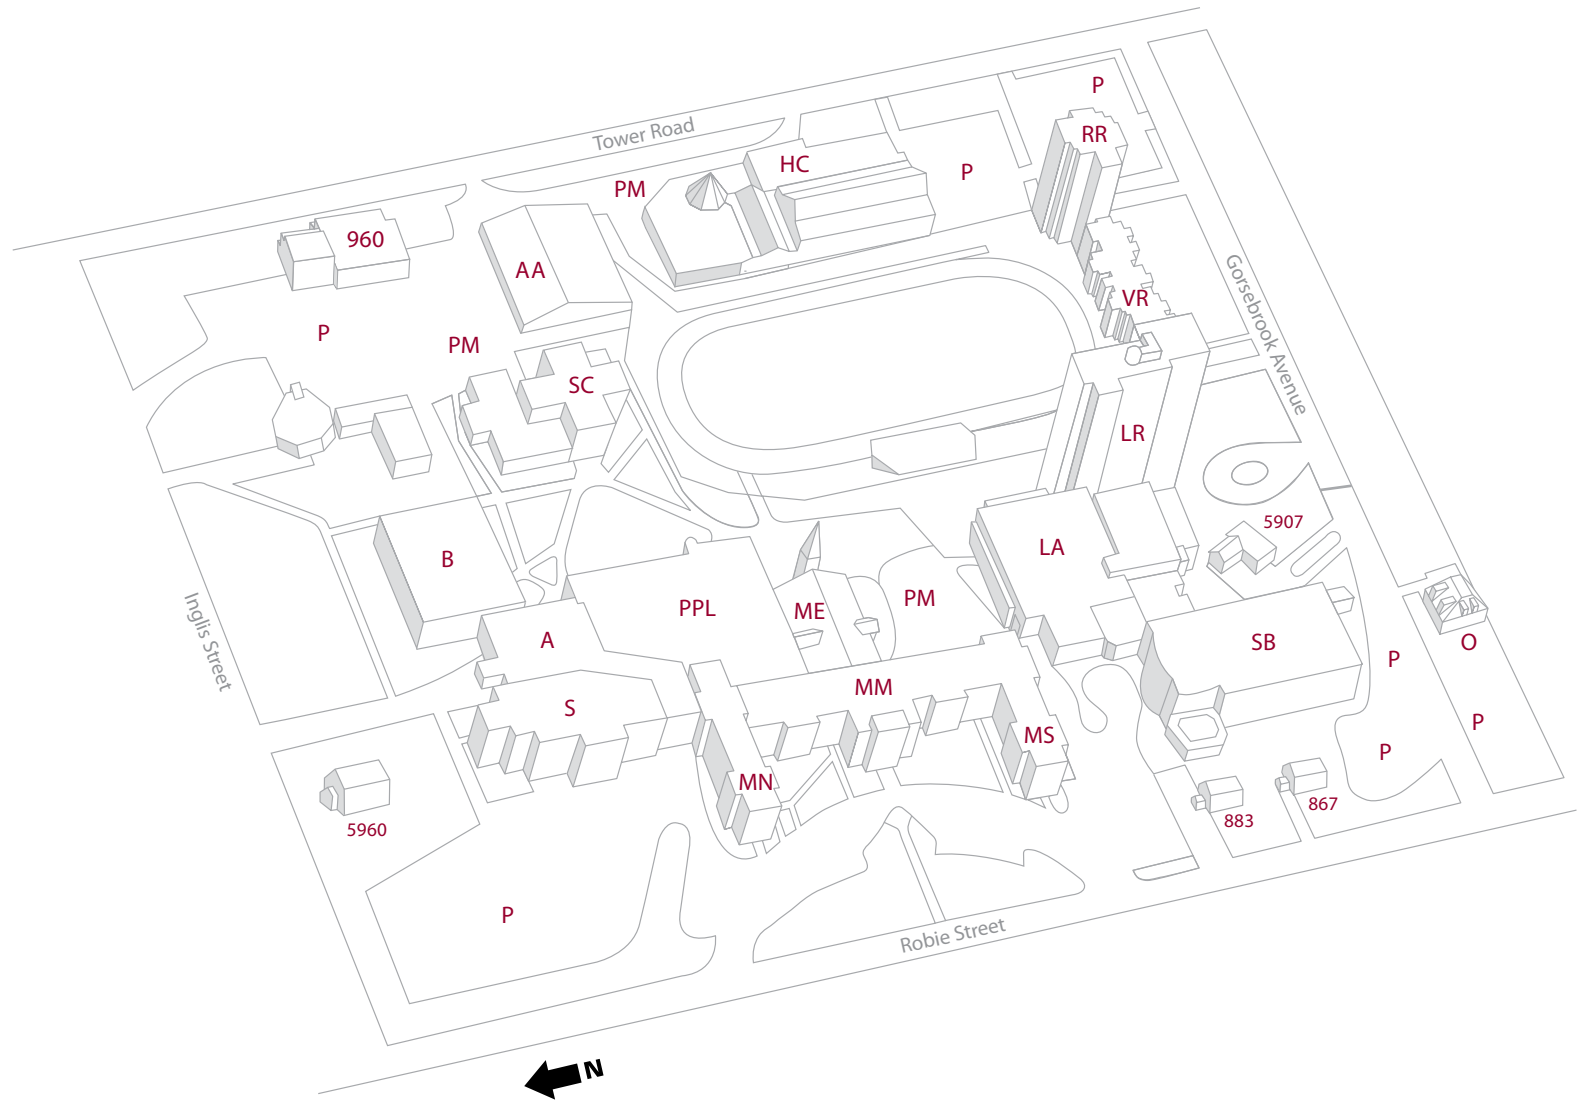 P
Tower Road
RR
HC
P
PM
960
AA
VR
Gorsebrook Avenue
P
PM
SC
LR
5907
LA
B
Inglis Street
PPL
ME
PM
A
SB
O
P
MM
S
P
MS
P
MN
867
883
5960
P
Robie Street
N